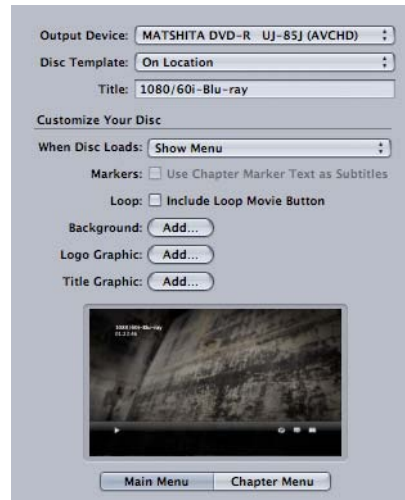 Output Device: MATSHITA DVD-R UJ-85J (AVCHD)
Disc Template: On Location
Title: 1080/60i-Blu-ray
Customize Your Disc
When Disc Loads: Show Menu
Markers: Use Chapter Marker Text as Subtitles
Loop: Include Loop Movie Button
Background: Add...
Logo Graphic: Add...
Title Graphic: Add...
1080/60i-Blu-ray
Main Menu Chapter Menu